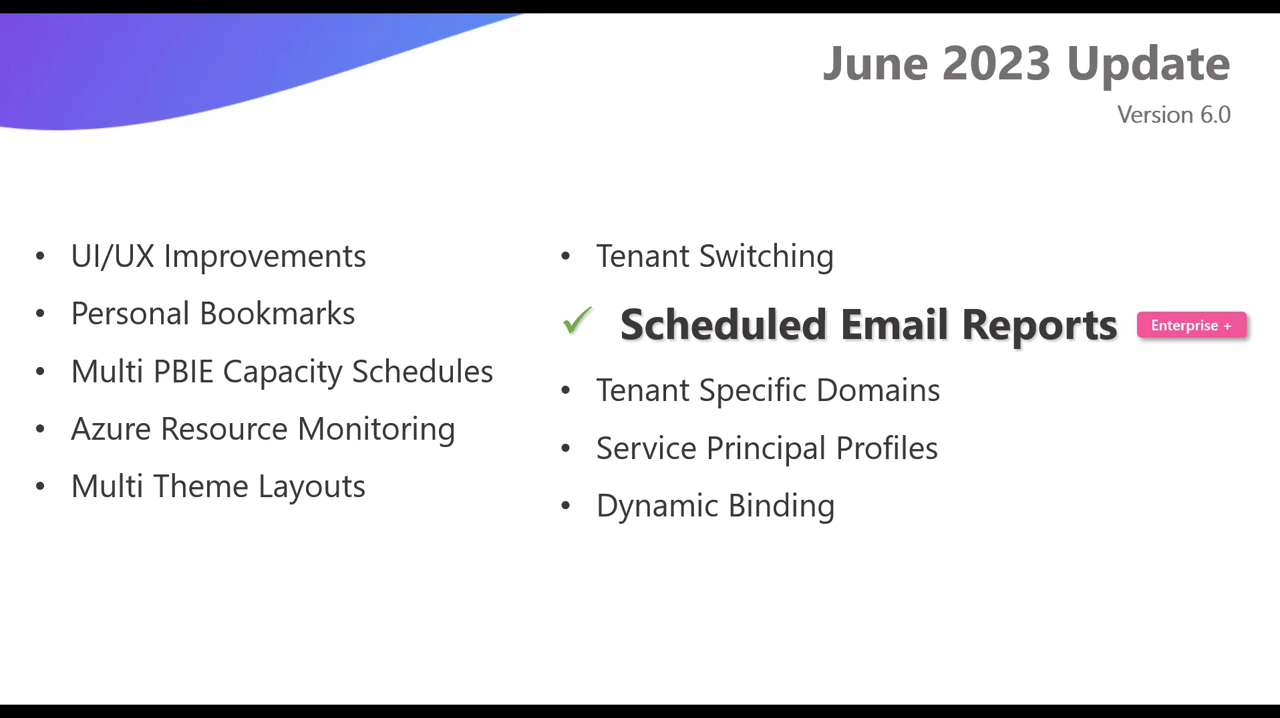 June 2023 Update
Version 6.0
• UI/UX Improvements
• Personal Bookmarks
• Multi PBIE Capacity Schedules
• Azure Resource Monitoring
• Multi Theme Layouts
• Tenant Switching
✓ Scheduled Email Reports Enterprise +
• Tenant Specific Domains
• Service Principal Profiles
• Dynamic Binding